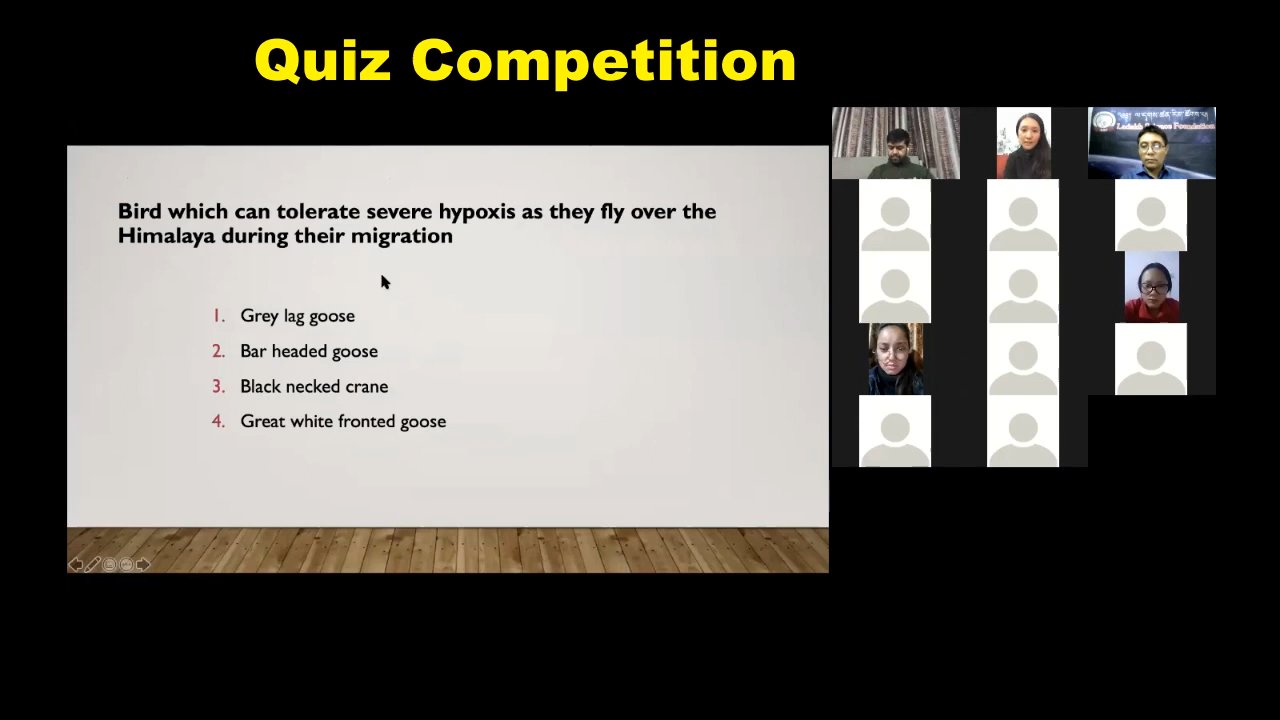 Quiz Competition
Ladakh Science Foundation
Bird which can tolerate severe hypoxis as they fly over the
Himalaya during their migration
1. Grey lag goose
2. Bar headed goose
3. Black necked crane
4. Great white fronted goose